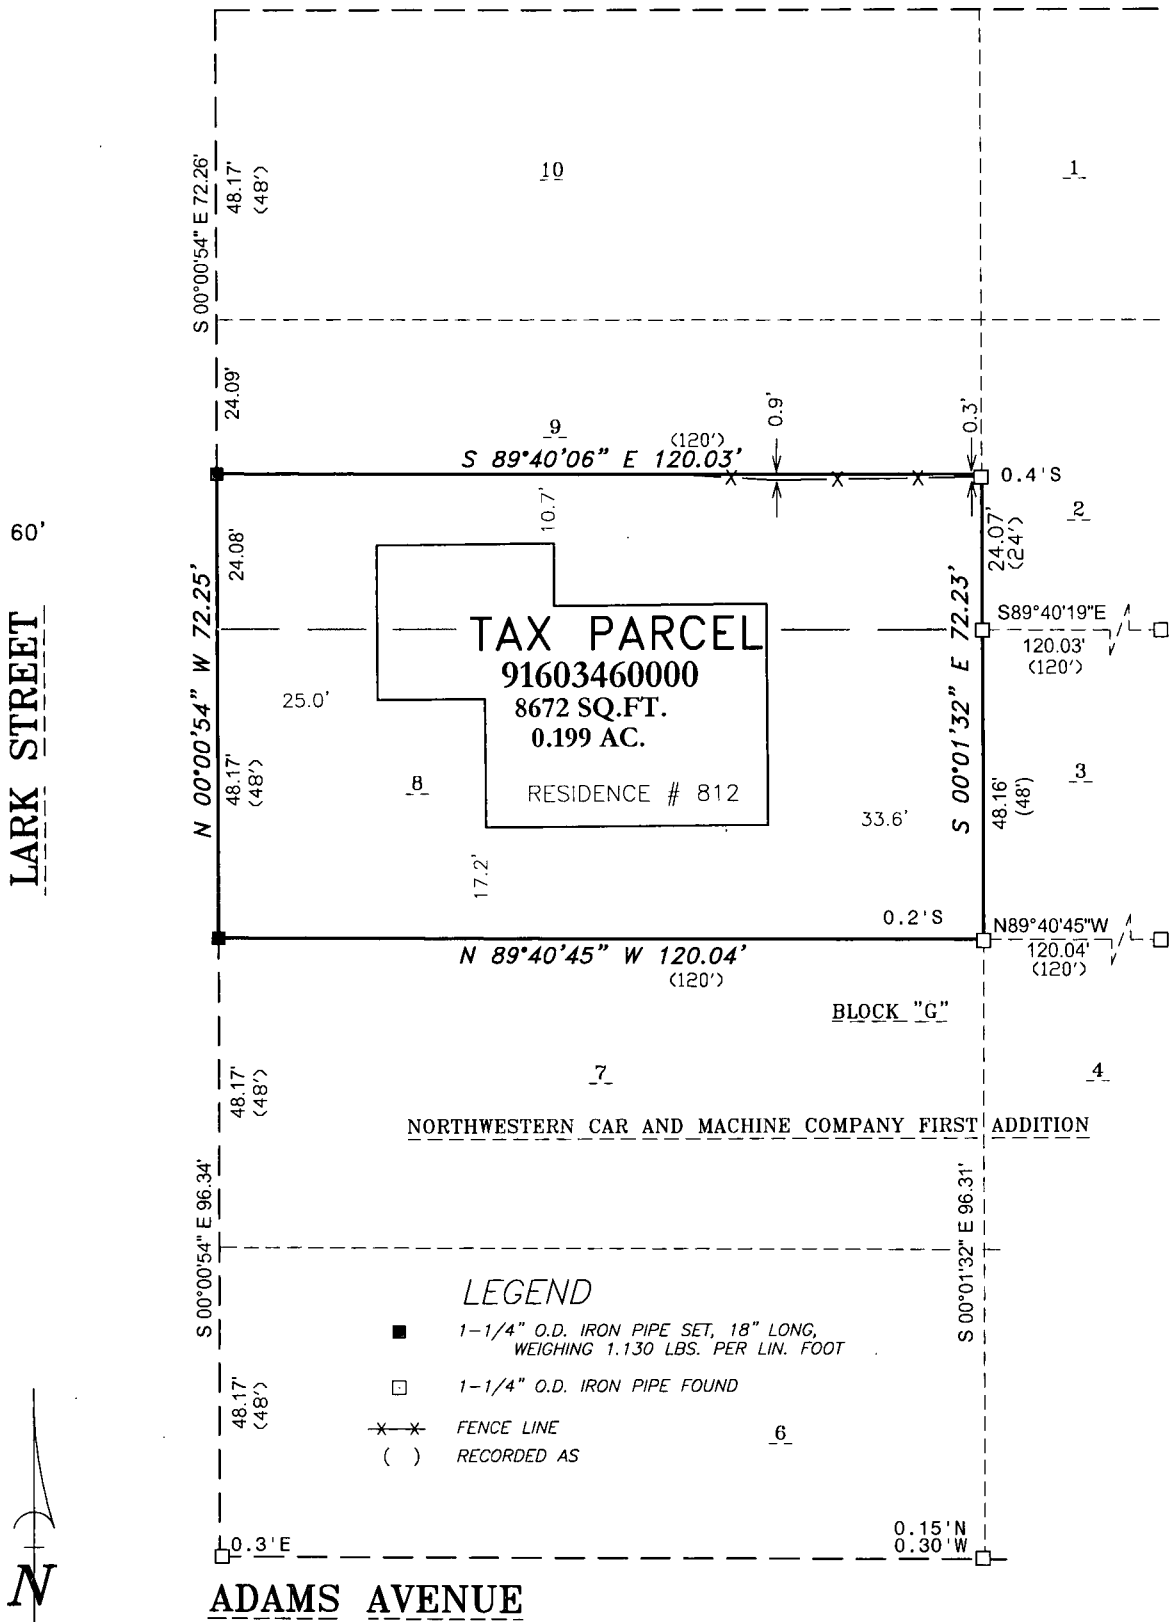 10
1
S 00°00'54" E 72.26'
48.17'
(48')
24.09'
9
(120')
S 89°40'06" E 120.03'
0.9'
0.3'
0.4'S
2
60'
LARK STREET
N 00°00'54" W 72.25'
24.08'
10.7'
24.07'
(24')
S 00°01'32" E 72.23'
S89°40'19"E
120.03'
(120')
TAX PARCEL
91603460000
8672 SQ.FT.
0.199 AC.
25.0'
48.17'
(48')
8
RESIDENCE # 812
33.6'
48.16'
(48')
3
17.2'
0.2'S
N 89°40'45" W 120.04'
(120')
N89°40'45"W
120.04'
(120')
BLOCK "G"
48.17'
(48')
7
4
NORTHWESTERN CAR AND MACHINE COMPANY FIRST ADDITION
S 00°00'54" E 96.34'
S 00°01'32" E 96.31'
LEGEND
1-1/4" O.D. IRON PIPE SET, 18" LONG,
WEIGHING 1.130 LBS. PER LIN. FOOT
1-1/4" O.D. IRON PIPE FOUND
X X FENCE LINE
( ) RECORDED AS
48.17'
(48')
6
0.3'E
0.15'N
0.30'W
N
ADAMS AVENUE